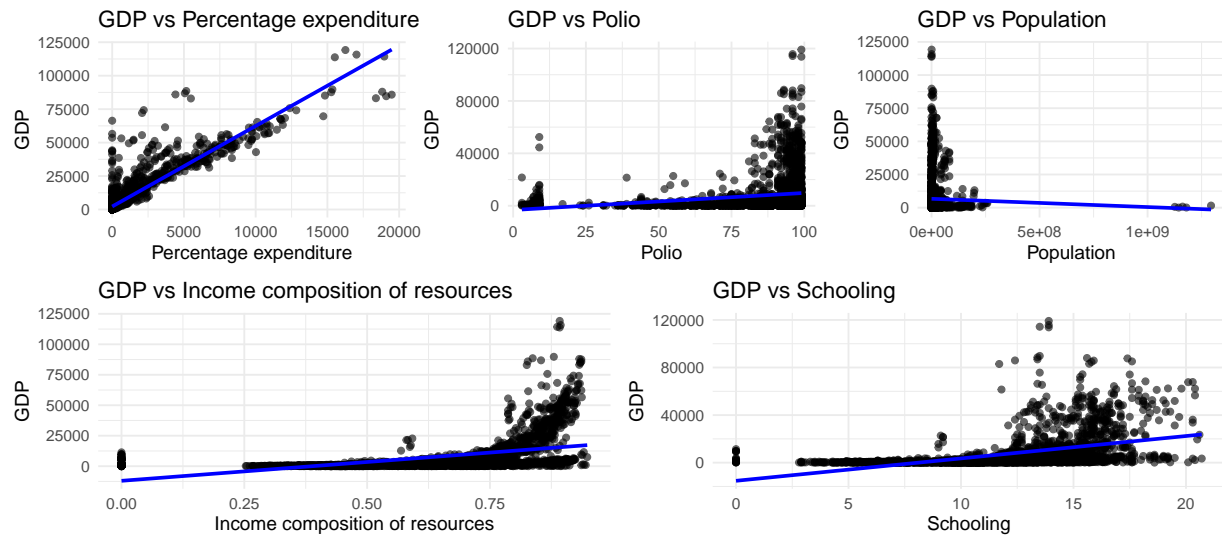 GDP vs Percentage expenditure
125000
100000
75000
50000
25000
0
GDP
0
5000
10000
15000
20000
Percentage expenditure
GDP vs Polio
120000
80000
40000
0
GDP
0
25
50
75
100
Polio
GDP vs Population
125000
100000
75000
50000
25000
0
GDP
0e+00
5e+08
1e+09
Population
GDP vs Income composition of resources
125000
100000
75000
50000
25000
0
GDP
0.00
0.25
0.50
0.75
Income composition of resources
GDP vs Schooling
120000
80000
40000
0
GDP
0
5
10
15
20
Schooling